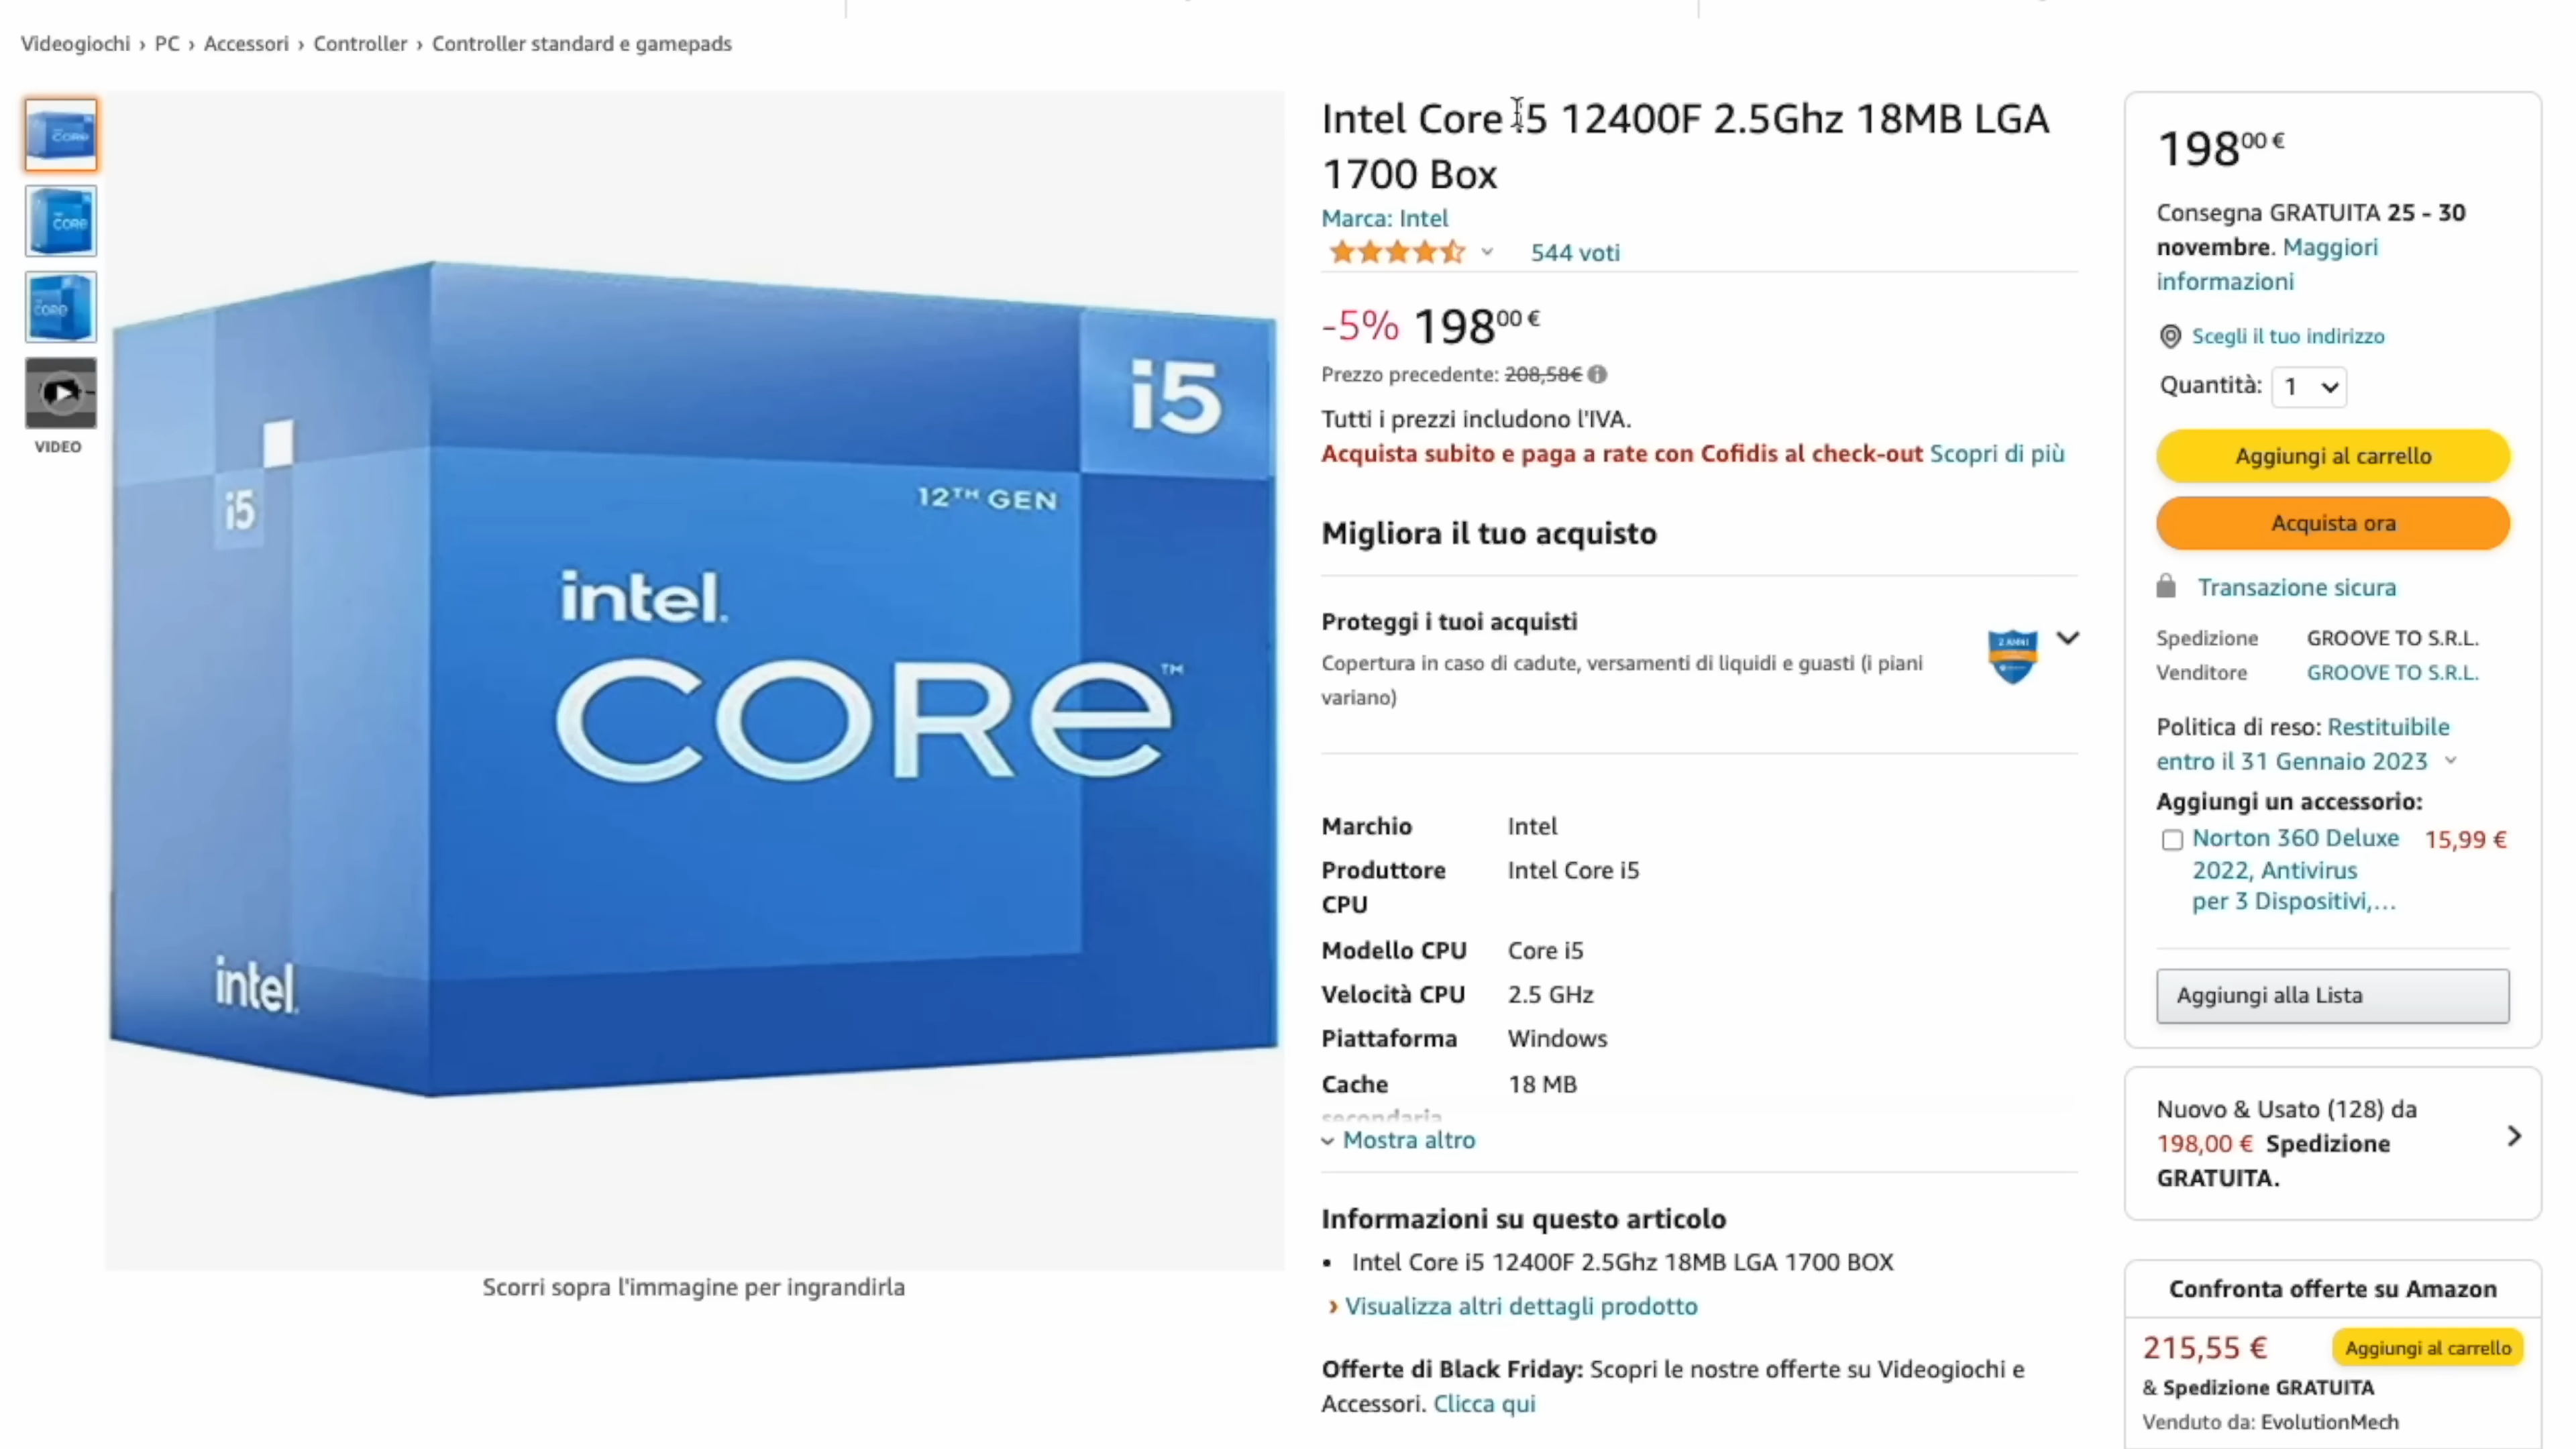 Videogiochi › PC › Accessori › Controller › Controller standard e gamepads
CORE
CORE
CORE
VIDEO
i5
i5
12TH GEN
intel.
CORE™
intel.
Scorri sopra l'immagine per ingrandirla
Intel Core i5 12400F 2.5Ghz 18MB LGA
1700 Box
Marca: Intel
544 voti
-5% 19800 €
Prezzo precedente: 208,58€
Tutti i prezzi includono l'IVA.
Acquista subito e paga a rate con Cofidis al check-out Scopri di più
Migliora il tuo acquisto
Proteggi i tuoi acquisti
Copertura in caso di cadute, versamenti di liquidi e guasti (i piani
variano)
2 ANNI
Marchio Intel
Produttore Intel Core i5
CPU
Modello CPU Core i5
Velocità CPU 2.5 GHz
Piattaforma Windows
Cache 18 MB
secondaria
Mostra altro
Informazioni su questo articolo
• Intel Core i5 12400F 2.5Ghz 18MB LGA 1700 BOX
› Visualizza altri dettagli prodotto
Offerte di Black Friday: Scopri le nostre offerte su Videogiochi e
Accessori. Clicca qui
19800 €
Consegna GRATUITA 25 - 30
novembre. Maggiori
informazioni
Scegli il tuo indirizzo
Quantità: 1
Aggiungi al carrello
Acquista ora
Transazione sicura
Spedizione GROOVE TO S.R.L.
Venditore GROOVE TO S.R.L.
Politica di reso: Restituibile
entro il 31 Gennaio 2023
Aggiungi un accessorio:
Norton 360 Deluxe 15,99 €
2022, Antivirus
per 3 Dispositivi,…
Aggiungi alla Lista
Nuovo & Usato (128) da
198,00 € Spedizione
GRATUITA.
Confronta offerte su Amazon
215,55 € Aggiungi al carrello
& Spedizione GRATUITA
Venduto da: EvolutionMech